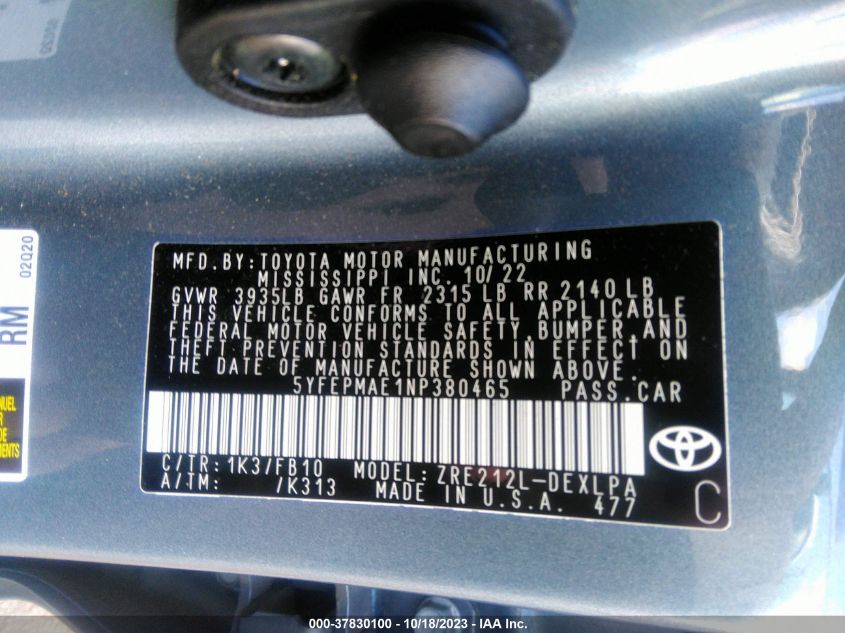 02Q20
RM
MFD.BY:TOYOTA MOTOR MANUFACTURING
MISSISSIPPI INC. 10/22
GVWR 3935LB GAWR FR 2315 LB RR 2140 LB
THIS VEHICLE CONFORMS TO ALL APPLICABLE
FEDERAL MOTOR VEHICLE SAFETY,BUMPER,AND
THEFT PREVENTION STANDARDS IN EFFECT ON
THE DATE OF MANUFACTURE SHOWN ABOVE.
5YFEPMAE1NP380465 PASS.CAR
C/TR:1K3/FB10 MODEL:ZRE212L-DEXLPA
A/TM: /K313 MADE IN U.S.A. 477
C
000-37830100 - 10/18/2023 - IAA Inc.